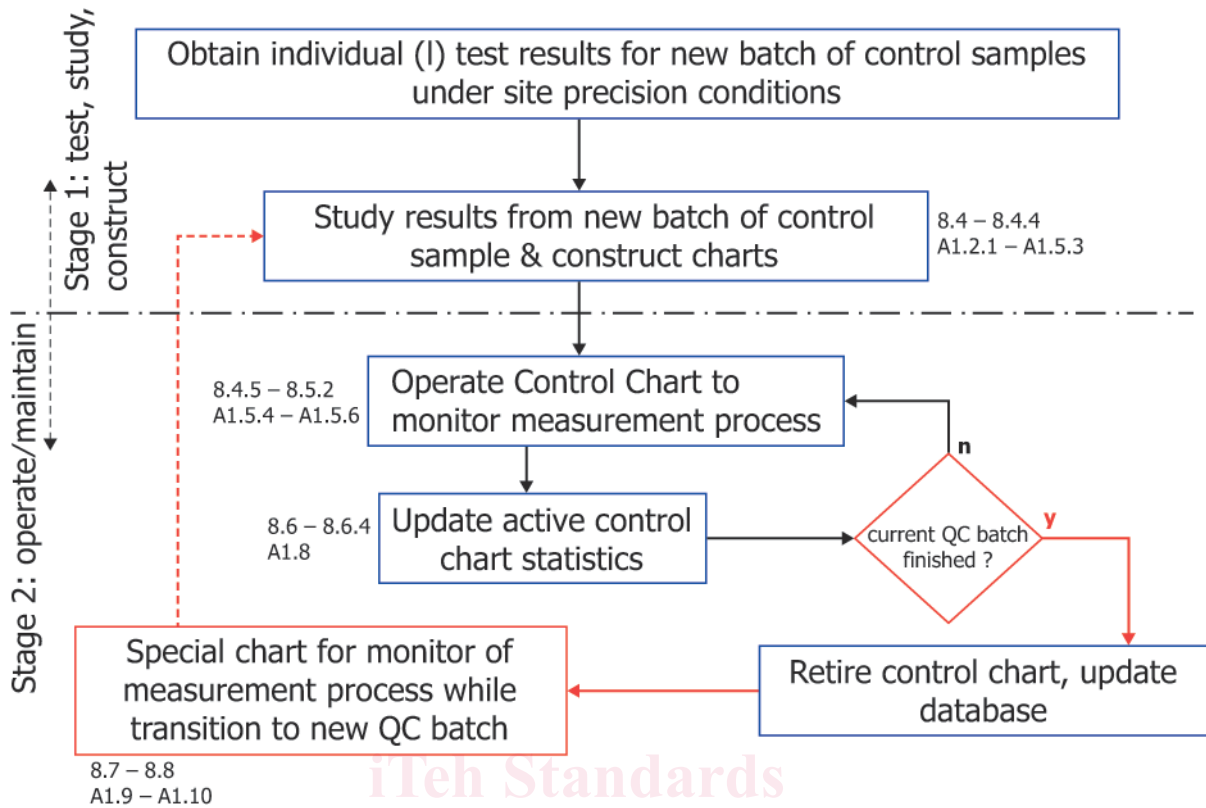 Stage 1: test, study,
construct
Obtain individual (I) test results for new batch of control samples
under site precision conditions
Study results from new batch of control
sample & construct charts
8.4 – 8.4.4
A1.2.1 – A1.5.3
Stage 2: operate/maintain
8.4.5 – 8.5.2
A1.5.4 – A1.5.6
Operate Control Chart to
monitor measurement process
n
8.6 – 8.6.4
A1.8
Update active control
chart statistics
current QC batch
finished ?
y
Special chart for monitor of
measurement process while
transition to new QC batch
Retire control chart, update
database
8.7 – 8.8
A1.9 – A1.10
iTeh Standards